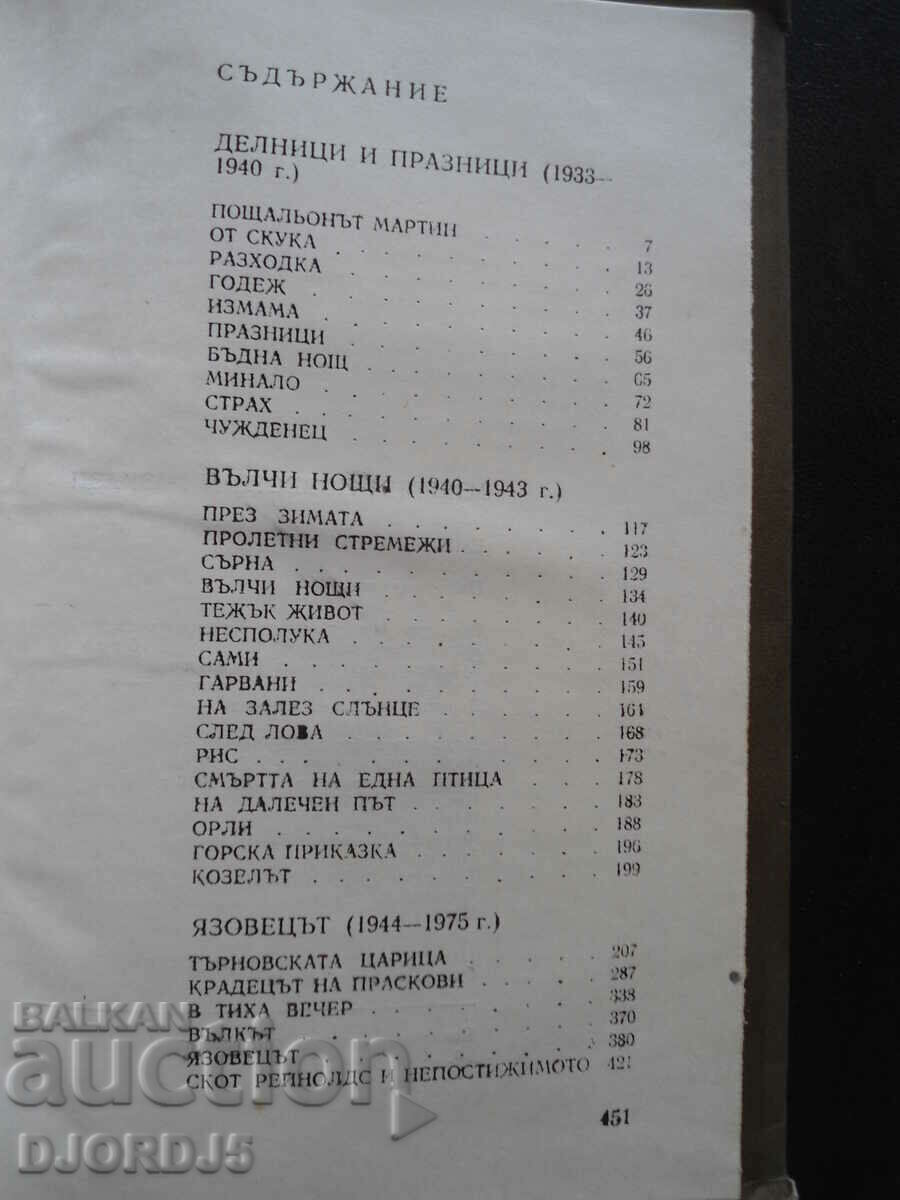 СЪДЪРЖАНИЕ
ДЕЛНИЦИ И ПРАЗНИЦИ (1933—
1940 г.)
ПОЩАЛЬОНЪТ МАРТИН . . . . . 7
ОТ СКУКА . . . . . . . . . 13
РАЗХОДКА . . . . . . . . . 26
ГОДЕЖ . . . . . . . . . . 37
ИЗМАМА . . . . . . . . . 46
ПРАЗНИЦИ . . . . . . . . 56
БЪДНА НОЩ . . . . . . . 65
МИНАЛО . . . . . . . . . 72
СТРАХ . . . . . . . . . . 81
ЧУЖДЕНЕЦ . . . . . . . . 98
ВЪЛЧИ НОЩИ (1940—1943 г.)
ПРЕЗ ЗИМАТА . . . . . . . 117
ПРОЛЕТНИ СТРЕМЕЖИ . . . . . 123
СЪРНА . . . . . . . . . . 129
ВЪЛЧИ НОЩИ . . . . . . . 134
ТЕЖЪК ЖИВОТ . . . . . . . 140
НЕСПОЛУКА . . . . . . . . 145
САМИ . . . . . . . . . . 151
ГАРВАНИ . . . . . . . . . 159
НА ЗАЛЕЗ СЛЪНЦЕ . . . . . . 164
СЛЕД ЛОВА . . . . . . . . 168
РИС . . . . . . . . . . . 173
СМЪРТТА НА ЕДНА ПТИЦА . . . . 178
НА ДАЛЕЧЕН ПЪТ . . . . . . 183
ОРЛИ . . . . . . . . . . 188
ГОРСКА ПРИКАЗКА . . . . . . 196
КОЗЕЛЪТ . . . . . . . . . 199
ЯЗОВЕЦЪТ (1944—1975 г.)
ТЪРНОВСКАТА ЦАРИЦА . . . . . 207
КРАДЕЦЪТ НА ПРАСКОВИ . . . . 287
В ТИХА ВЕЧЕР . . . . . . . 338
ВЪЛКЪТ . . . . . . . . . 370
ЯЗОВЕЦЪТ . . . . . . . . 380
СКОТ РЕЙНОЛДС И НЕПОСТИЖИМОТО
451
BALKAN
auction
DJORDJ5